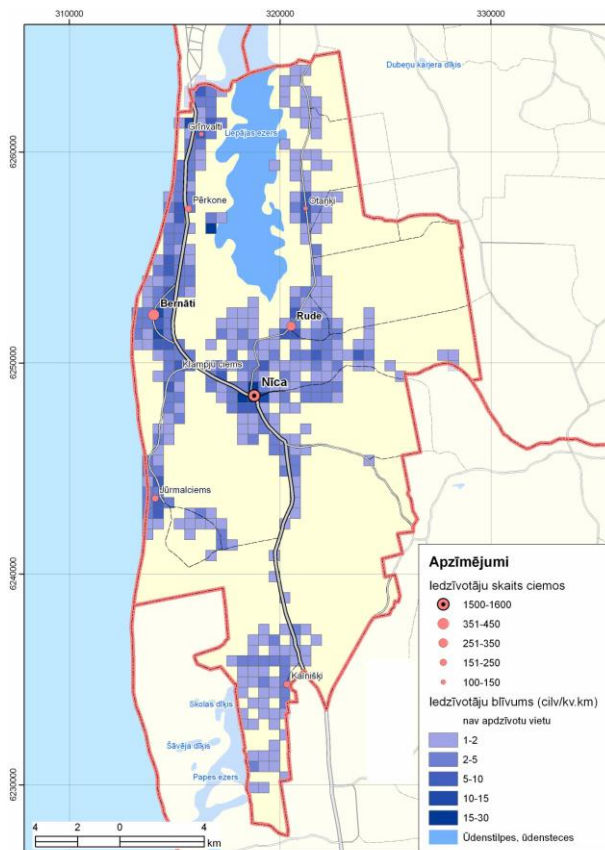 310000
320000
330000
Dubeņu karjera dīķis
6260000
Grīnvalti
Liepājas ezers
Pērkone
Otaņķi
Bernāti
Rude
6250000
Klampju ciems
Nīca
Jūrmalciems
6240000
Kalnišķi
Skolas dīķis
Šāvēja dīķis
Papes ezers
6230000
4 2 0 4
km
Apzīmējumi
Iedzīvotāju skaits ciemos
1500-1600
351-450
251-350
151-250
100-150
Iedzīvotāju blīvums (cilv/kv.km)
nav apdzīvotu vietu
1-2
2-5
5-10
10-15
15-30
Ūdenstilpes, ūdensteces